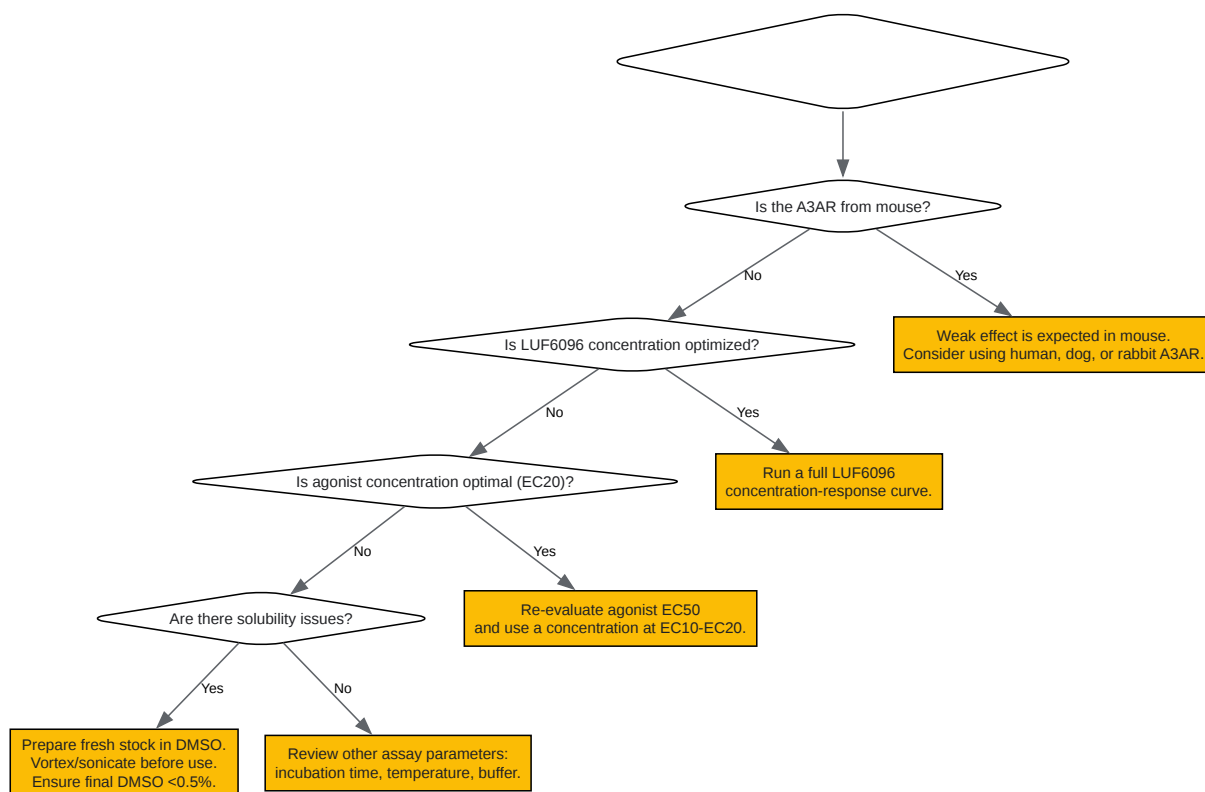 Is the A3AR from mouse?
No
Yes
Is LUF6096 concentration optimized?
Weak effect is expected in mouse.
Consider using human, dog, or rabbit A3AR.
No
Yes
Is agonist concentration optimal (EC20)?
Run a full LUF6096
concentration-response curve.
No
Yes
Are there solubility issues?
Re-evaluate agonist EC50
and use a concentration at EC10-EC20.
Yes
No
Prepare fresh stock in DMSO.
Vortex/sonicate before use.
Ensure final DMSO <0.5%.
Review other assay parameters:
incubation time, temperature, buffer.